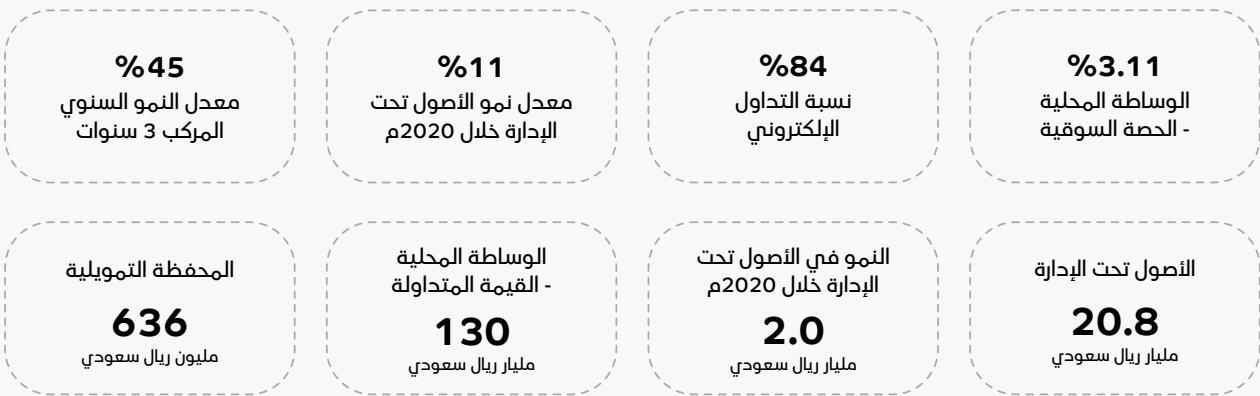 %3.11
الوساطة المحلية
- الحصة السوقية
%84
نسبة التداول
الإلكتروني
%11
معدل نمو الأصول تحت
الإدارة خلال 2020م
%45
معدل النمو السنوي
المركب 3 سنوات
الأصول تحت الإدارة
20.8
مليار ريال سعودي
النمو في الأصول تحت
الإدارة خلال 2020م
2.0
مليار ريال سعودي
الوساطة المحلية
- القيمة المتداولة
130
مليار ريال سعودي
المحفظة التمويلية
636
مليون ريال سعودي